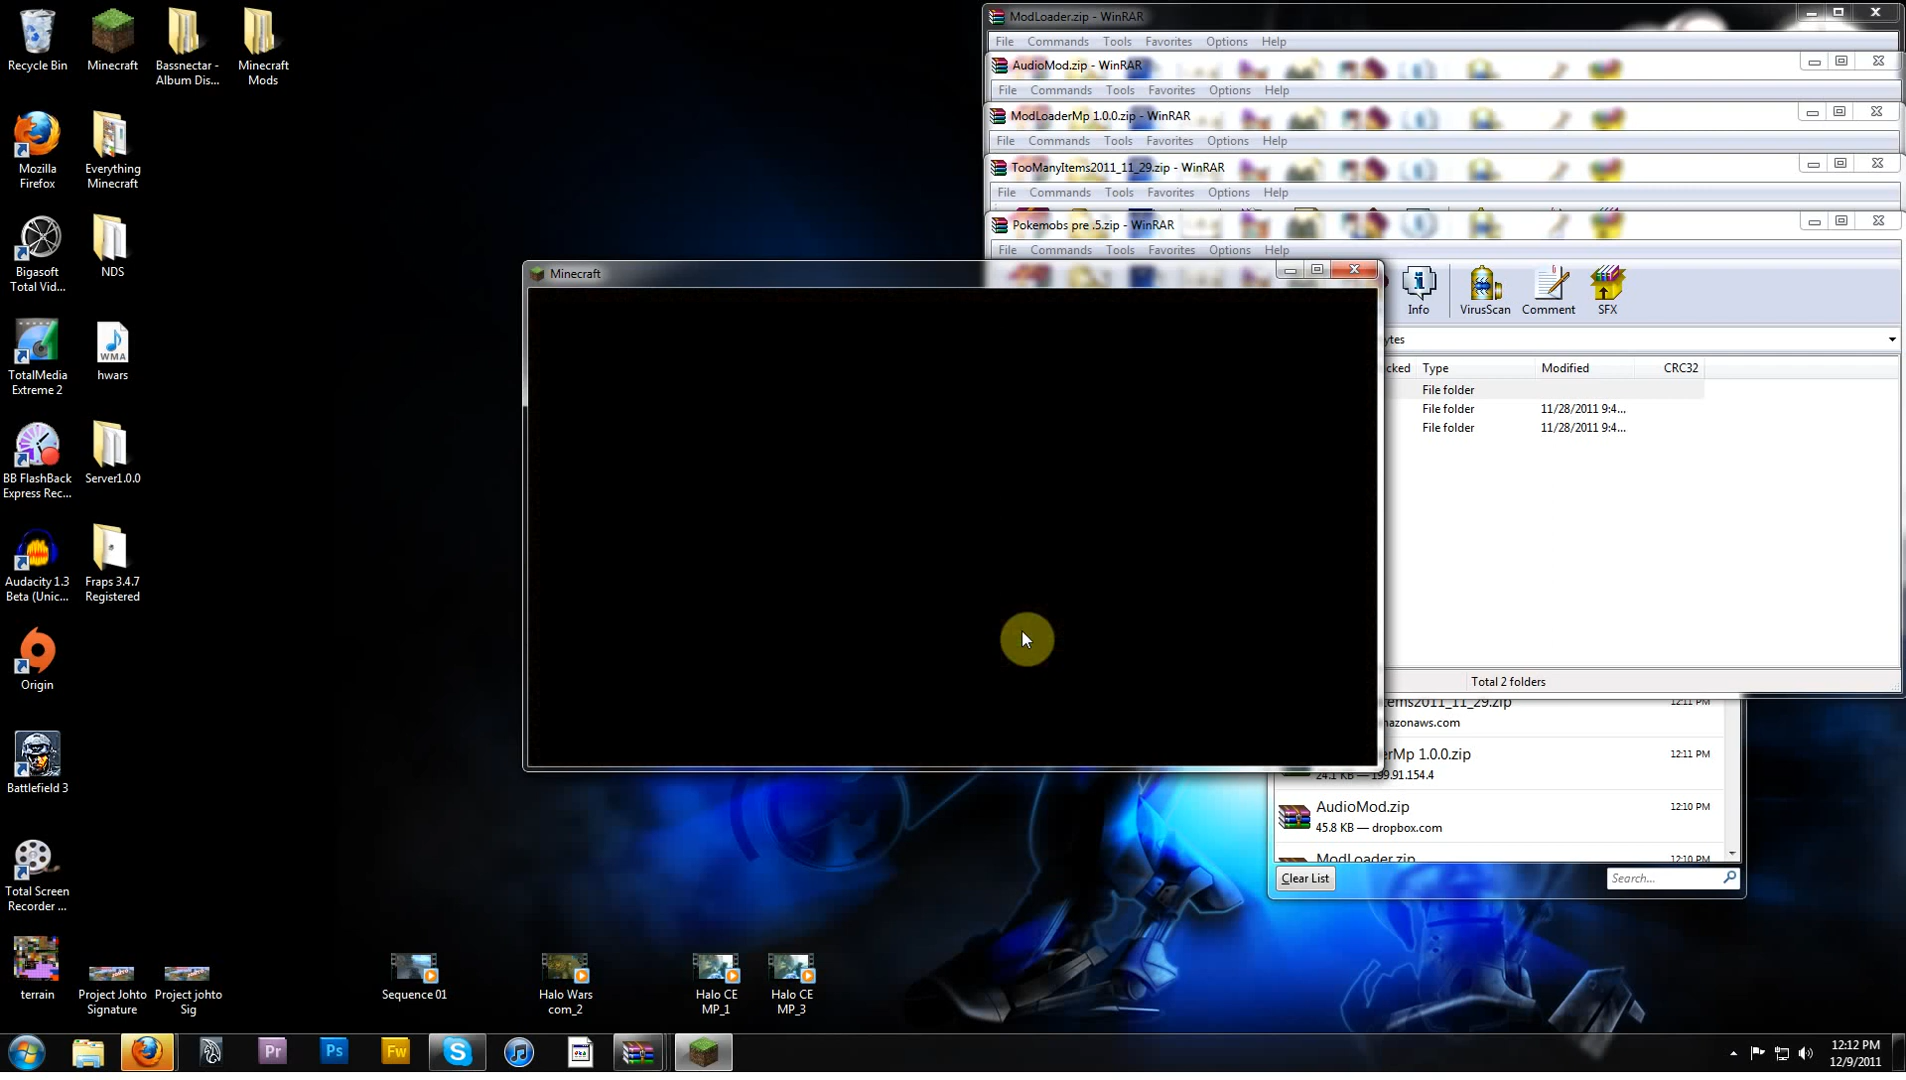 Recycle Bin
Minecraft
Bassnectar -
Album Dis...
Minecraft
Mods
Mozilla
Firefox
Everything
Minecraft
Bigasoft
Total Vid...
NDS
TotalMedia
Extreme 2
WMA
hwars
BB FlashBack
Express Rec...
Server1.0.0
Audacity 1.3
Beta (Unic...
Fraps 3.4.7
Registered
Origin
Battlefield 3
Total Screen
Recorder ...
terrain
Project Johto
Signature
Project johto
Sig
Sequence 01
Halo Wars
com_2
Halo CE
MP_1
Halo CE
MP_3
ModLoader.zip - WinRAR
File Commands Tools Favorites Options Help
AudioMod.zip - WinRAR
File Commands Tools Favorites Options Help
ModLoaderMp 1.0.0.zip - WinRAR
File Commands Tools Favorites Options Help
TooManyItems2011_11_29.zip - WinRAR
File Commands Tools Favorites Options Help
Pokemobs pre .5.zip - WinRAR
File Commands Tools Favorites Options Help
Minecraft
Info VirusScan Comment SFX
ytes
cked Type Modified CRC32
File folder
File folder 11/28/2011 9:4...
File folder 11/28/2011 9:4...
Total 2 folders
ems2011_11_29.zip 12:11 PM
nazonaws.com
erMp 1.0.0.zip 12:11 PM
24.1 KB — 199.91.154.4
AudioMod.zip 12:10 PM
45.8 KB — dropbox.com
ModLoader.zip 12:10 PM
Clear List Search...
Pr Ps Fw
12:12 PM
12/9/2011